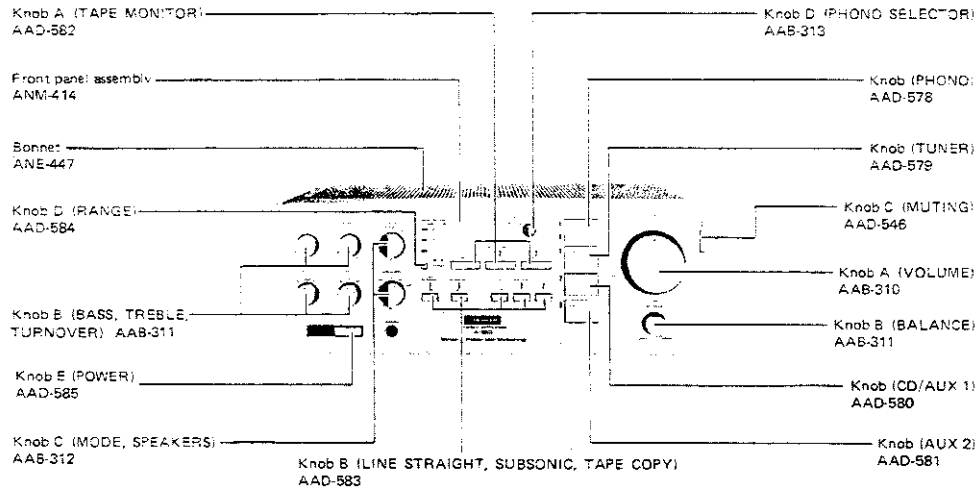 Knob A (TAPE MONITOR)
AAD-582
Front panel assembly
ANM-414
Bonnet
ANE-447
Knob D (RANGE)
AAD-584
Knob B (BASS, TREBLE,
TURNOVER) AAB-311
Knob E (POWER)
AAD-585
Knob C (MODE, SPEAKERS)
AAB-312
Knob B (LINE STRAIGHT, SUBSONIC, TAPE COPY)
AAD-583
Knob D (PHONO SELECTOR)
AAB-313
Knob (PHONO)
AAD-578
Knob (TUNER)
AAD-579
Knob C (MUTING)
AAD-546
Knob A (VOLUME)
AAB-310
Knob B (BALANCE)
AAB-311
Knob (CD/AUX 1)
AAD-580
Knob (AUX 2)
AAD-581